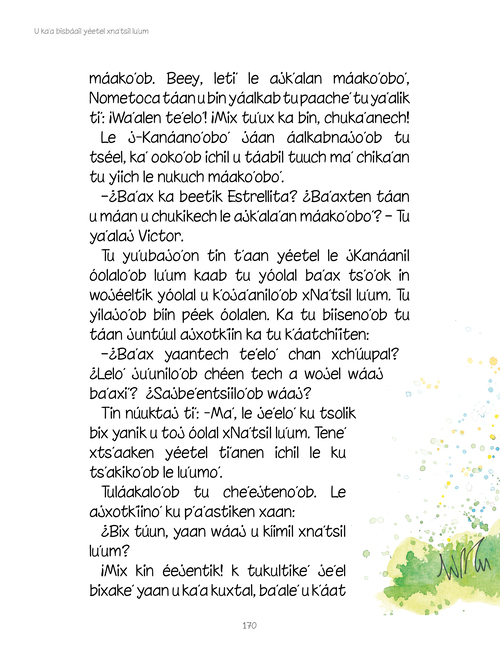 U ka'a bisbáail yéetel xna'tsil lu'um
máako'ob. Beey, leti' le ajk'alan máako'obo',
Nometoca táan u bin yáalkab tu paache' tu ya'alik
ti': ¡Wa'alen te'elo'! ¡Mix tu'ux ka bin, chuka'anech!
Le j-Kanáano'obo' jáan áalkabnajo'ob tu
tséel, ka' ooko'ob ichil u táabil tuuch ma' chika'an
tu yiich le nukuch máako'obo'.
–¿Ba'ax ka beetik Estrellita? ¿Ba'axten táan
u máan u chukikech le ajk'ala'an máako'obo'? – Tu
ya'alaj Victor.
Tu yu'ubajo'on tin t'aan yéetel le jKanáanil
óolalo'ob lu'um kaab tu yóolal ba'ax ts'o'ok in
wojéeltik yóolal u k'oja'anilo'ob xNa'tsil lu'um. Tu
yilajo'ob biin péek óolalen. Ka tu biiseno'ob tu
táan juntúul ajxotk'iin ka tu k'áatchiiten:
–¿Ba'ax yaantech te'elo' chan xch'úupal?
¿Lelo' ju'unilo'ob chéen tech a wojel wáaj
ba'axi'? ¿Sajbe'entsiilo'ob wáaj?
Tin núuktaj ti': -Ma', le je'elo' ku tsolik
bix yanik u toj óolal xNa'tsil lu'um. Tene'
xts'aaken yéetel ti'anen ichil le ku
ts'akiko'ob le lu'umo'.
Tuláakalo'ob tu che'ejteno'ob. Le
ajxotk'iino' ku p'a'astiken xaan:
¿Bix túun, yaan wáaj u kíimil xna'tsil
lu'um?
¡Mix kin éejentik! k tukultike' je'el
bixake' yaan u ka'a kuxtal, ba'ale' u k'áat
170